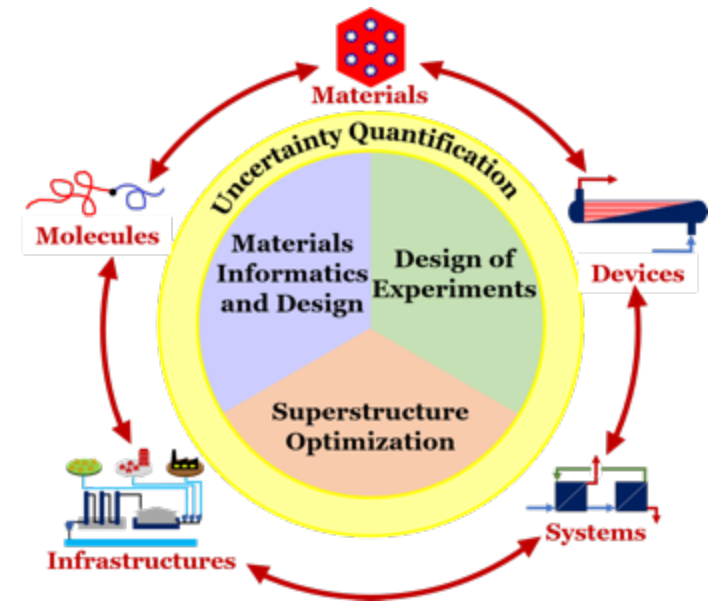 Materials
Uncertainty Quantification
Molecules
Materials
Informatics
and Design
Design of
Experiments
Devices
Superstructure
Optimization
Systems
Infrastructures